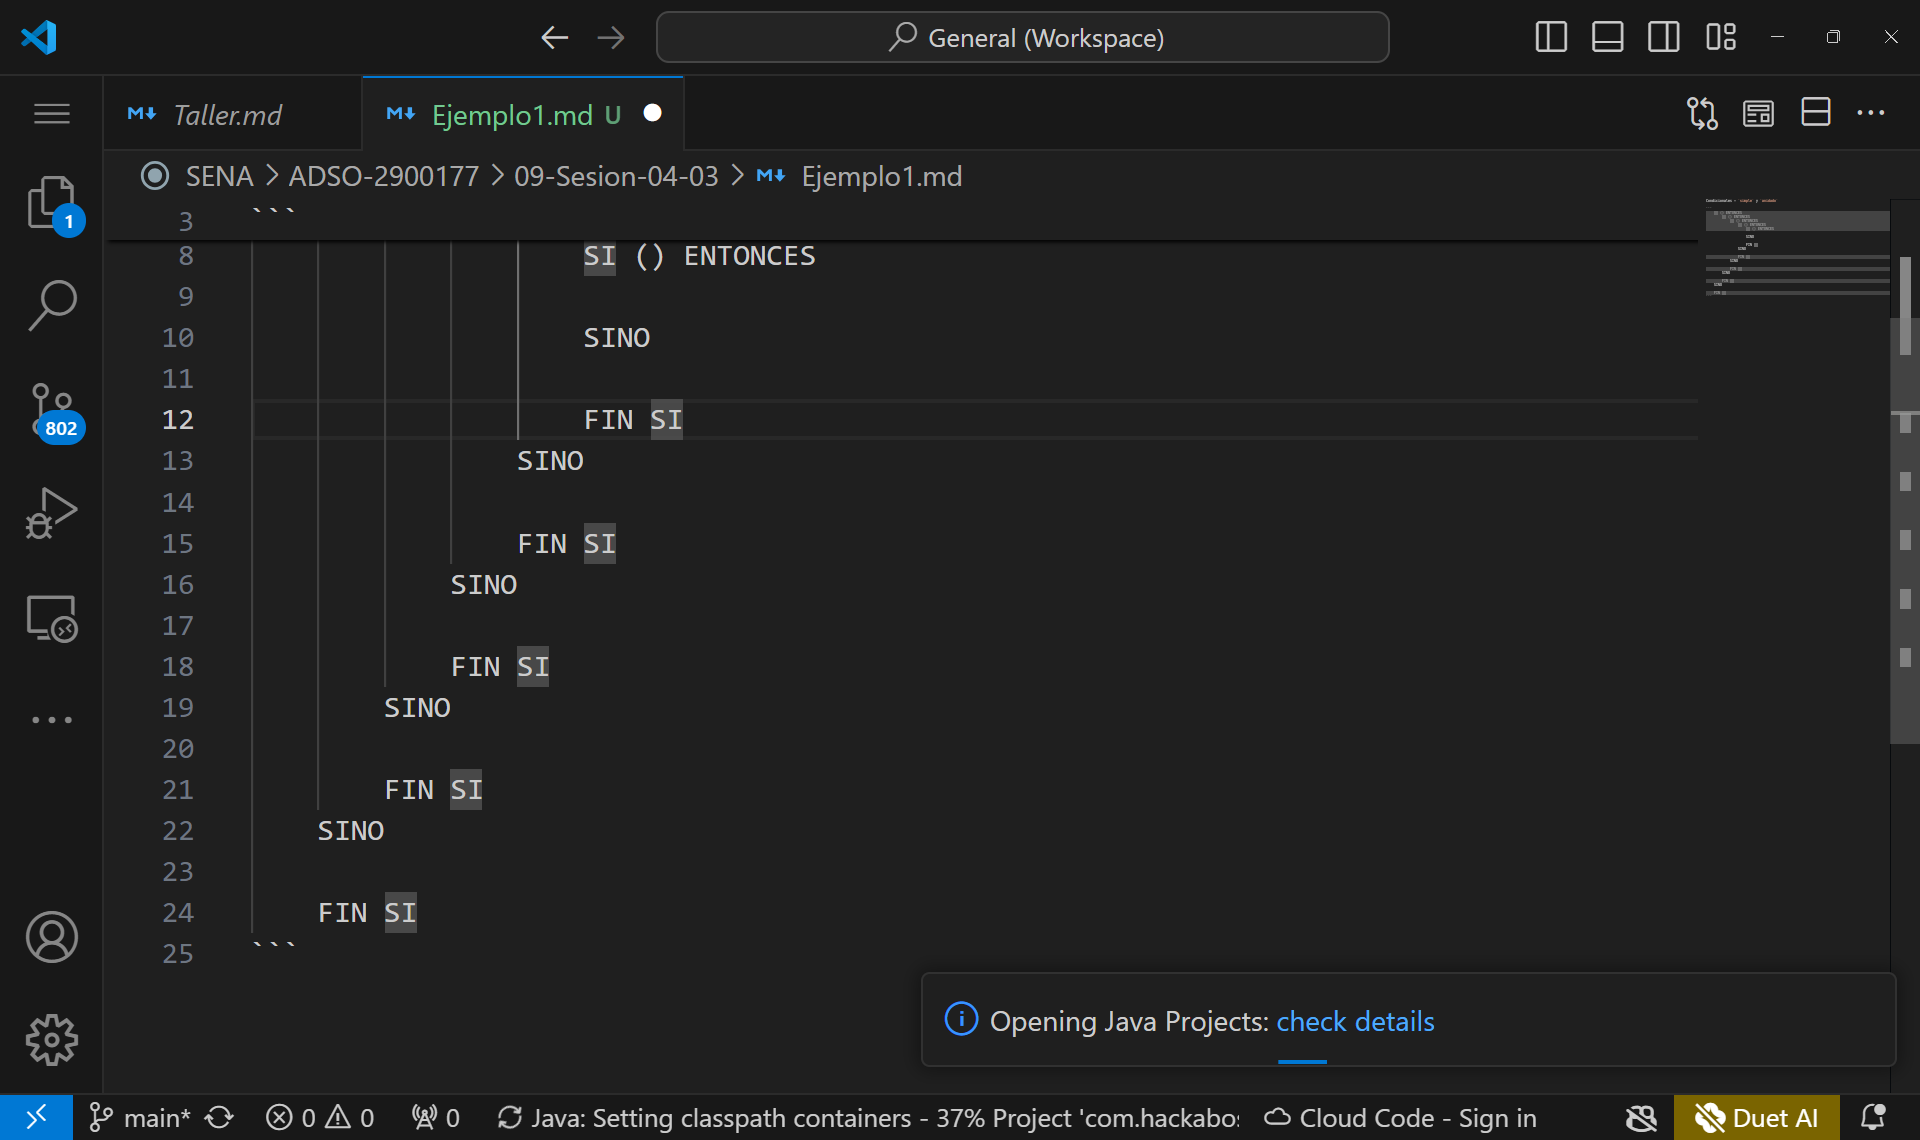 General (Workspace)
Taller.md
Ejemplo1.md U
SENA > ADSO-2900177 > 09-Sesion-04-03 > Ejemplo1.md
3 ```
8 SI () ENTONCES
9
10 SINO
11
12 FIN SI
13 SINO
14
15 FIN SI
16 SINO
17
18 FIN SI
19 SINO
20
21 FIN SI
22 SINO
23
24 FIN SI
25 ```
1
802
Opening Java Projects: check details
main* 0 0 0 Java: Setting classpath containers - 37% Project 'com.hackabos Cloud Code - Sign in Duet AI